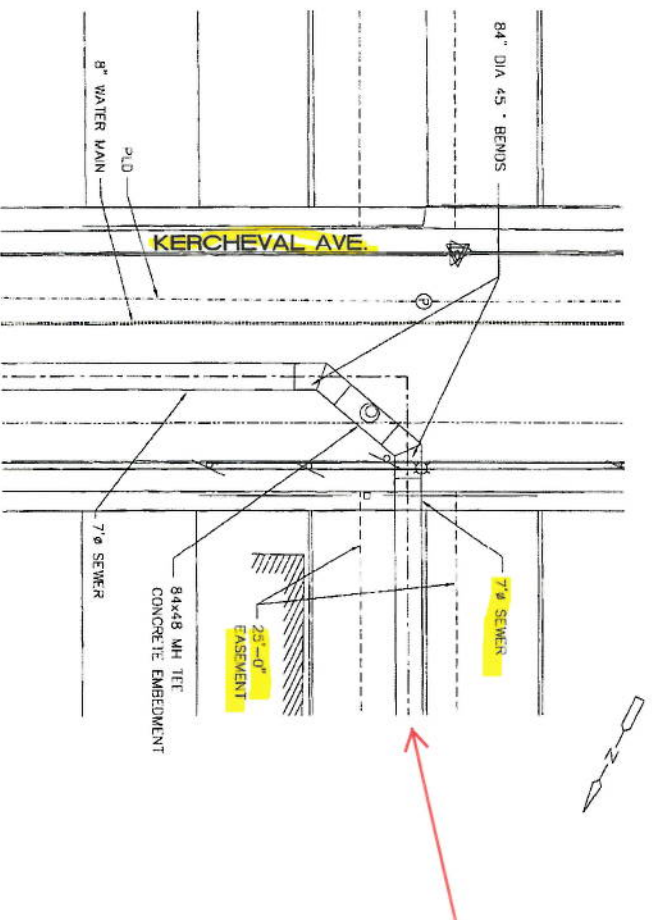 84" DIA 45 ° BENDS
8" WATER MAIN
PLD
KERCHEVAL AVE.
P
7'ø SEWER
84x48 MH TEE
CONCRETE EMBEDMENT
25'-0"
EASEMENT
7'ø SEWER
N